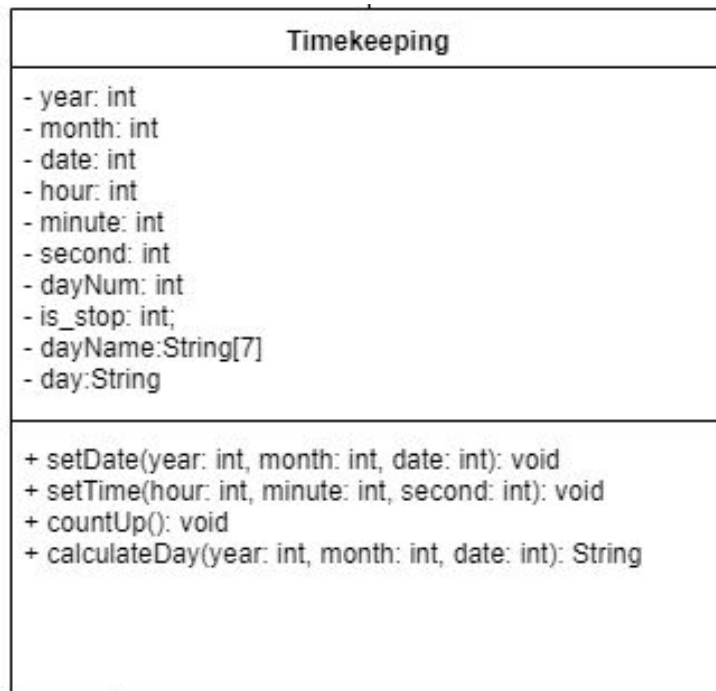 Timekeeping
- year: int
- month: int
- date: int
- hour: int
- minute: int
- second: int
- dayNum: int
- is_stop: int;
- dayName:String[7]
- day:String
+ setDate(year: int, month: int, date: int): void
+ setTime(hour: int, minute: int, second: int): void
+ countUp(): void
+ calculateDay(year: int, month: int, date: int): String